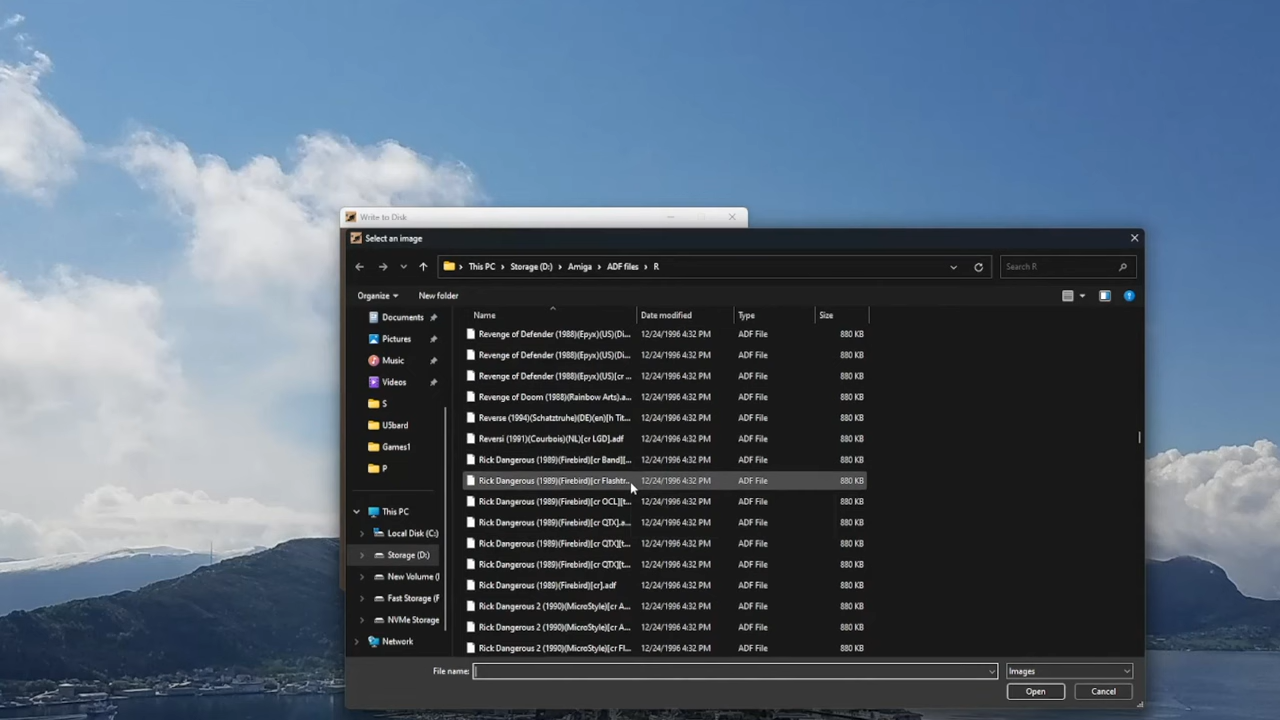 Write to Disk
Select an image
This PC > Storage (D:) > Amiga > ADF files > R
Search R
Organize
New folder
Name Date modified Type Size
Documents
Pictures
Music
Videos
S
U5bard
Games1
P
This PC
Local Disk (C:)
Storage (D:)
New Volume (
Fast Storage (F
NVMe Storage
Network
Revenge of Defender (1988)(Epyx)(US)(Di... 12/24/1996 4:32 PM ADF File 880 KB
Revenge of Defender (1988)(Epyx)(US)(Di... 12/24/1996 4:32 PM ADF File 880 KB
Revenge of Defender (1988)(Epyx)(US)[cr ... 12/24/1996 4:32 PM ADF File 880 KB
Revenge of Doom (1988)(Rainbow Arts).a... 12/24/1996 4:32 PM ADF File 880 KB
Reverse (1994)(Schatztruhe)(DE)(en)[h Tit... 12/24/1996 4:32 PM ADF File 880 KB
Reversi (1991)(Courbois)(NL)[cr LGD].adf 12/24/1996 4:32 PM ADF File 880 KB
Rick Dangerous (1989)(Firebird)[cr Band][... 12/24/1996 4:32 PM ADF File 880 KB
Rick Dangerous (1989)(Firebird)[cr Flashtr... 12/24/1996 4:32 PM ADF File 880 KB
Rick Dangerous (1989)(Firebird)[cr OCL][t... 12/24/1996 4:32 PM ADF File 880 KB
Rick Dangerous (1989)(Firebird)[cr QTX].a... 12/24/1996 4:32 PM ADF File 880 KB
Rick Dangerous (1989)(Firebird)[cr QTX][t... 12/24/1996 4:32 PM ADF File 880 KB
Rick Dangerous (1989)(Firebird)[cr QTX][t... 12/24/1996 4:32 PM ADF File 880 KB
Rick Dangerous (1989)(Firebird)[cr].adf 12/24/1996 4:32 PM ADF File 880 KB
Rick Dangerous 2 (1990)(MicroStyle)[cr A... 12/24/1996 4:32 PM ADF File 880 KB
Rick Dangerous 2 (1990)(MicroStyle)[cr A... 12/24/1996 4:32 PM ADF File 880 KB
Rick Dangerous 2 (1990)(MicroStyle)[cr Fl... 12/24/1996 4:32 PM ADF File 880 KB
File name:
Images
Open
Cancel